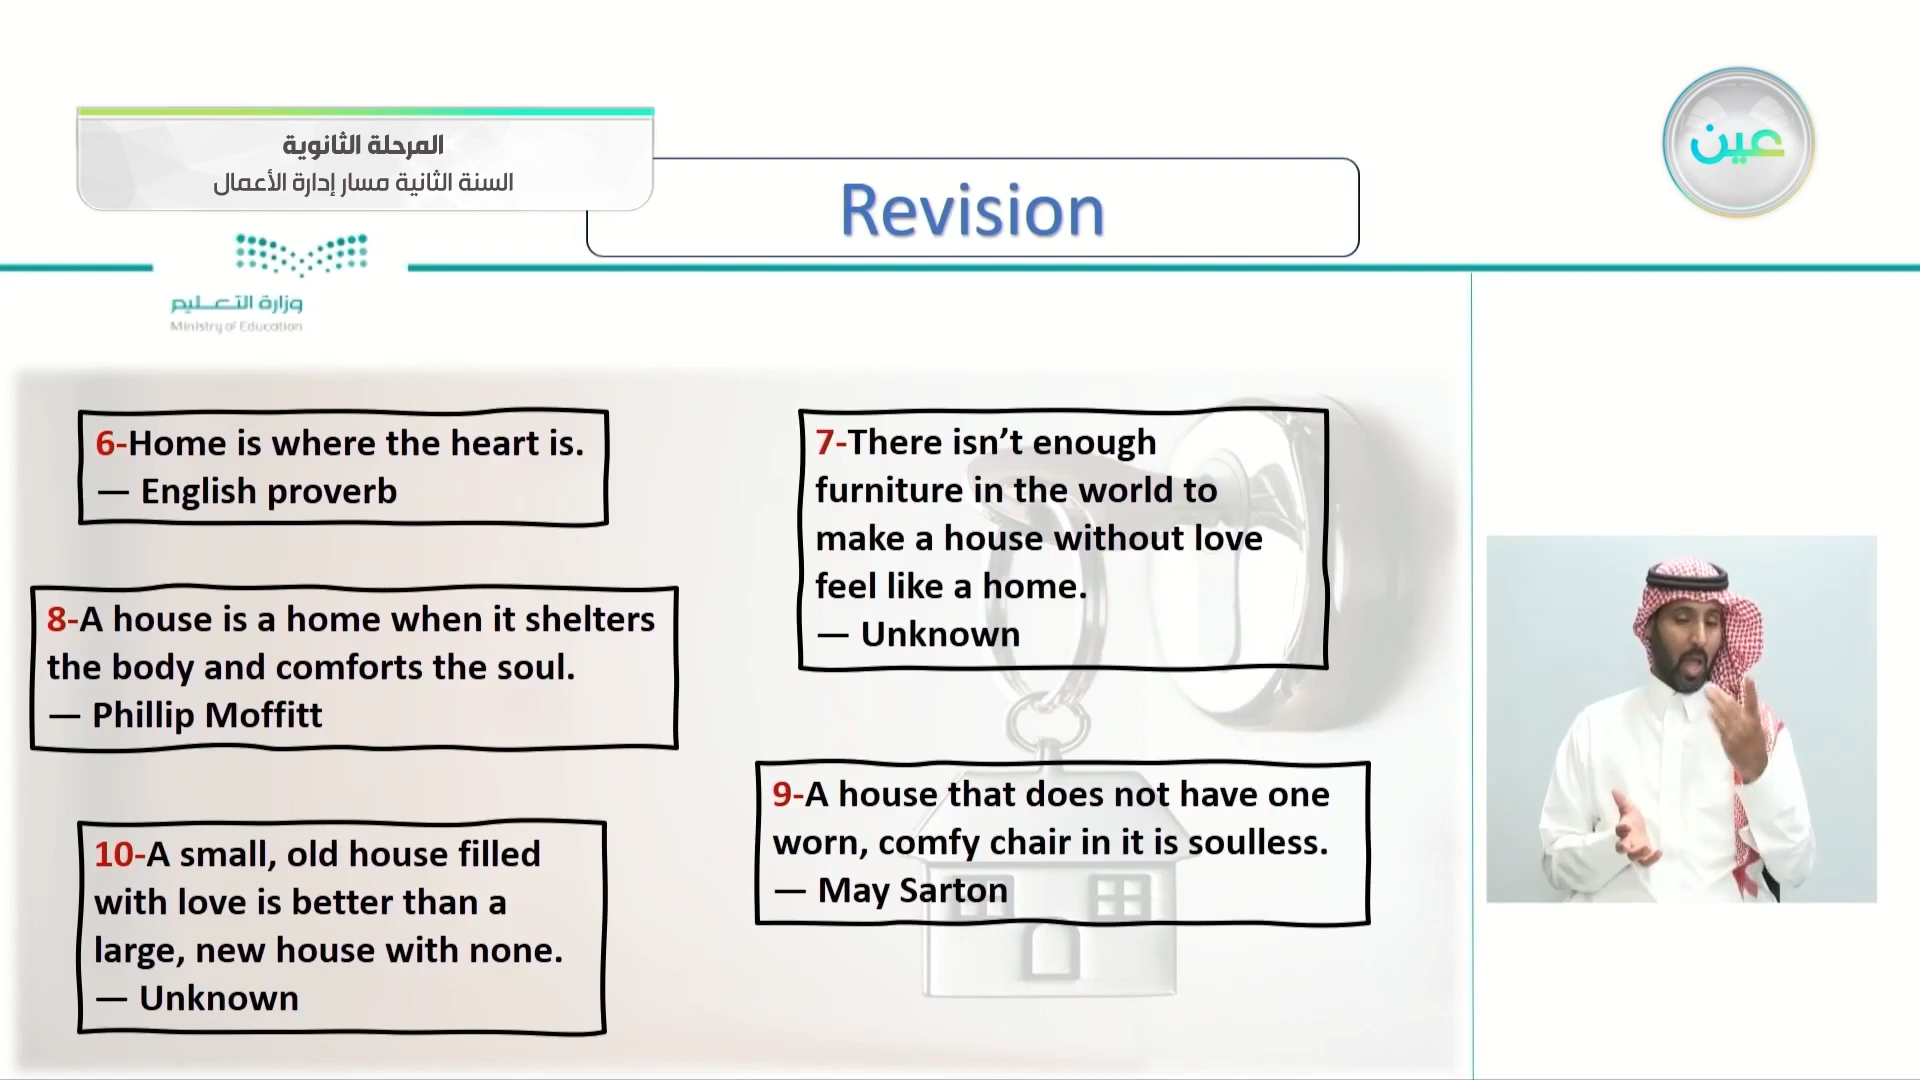 المرحلة الثانوية
السنة الثانية مسار إدارة الأعمال
عين
Revision
وزارة التعليم
Ministry of Education
6-Home is where the heart is.
— English proverb
7-There isn’t enough
furniture in the world to
make a house without love
feel like a home.
— Unknown
8-A house is a home when it shelters
the body and comforts the soul.
— Phillip Moffitt
9-A house that does not have one
worn, comfy chair in it is soulless.
— May Sarton
10-A small, old house filled
with love is better than a
large, new house with none.
— Unknown